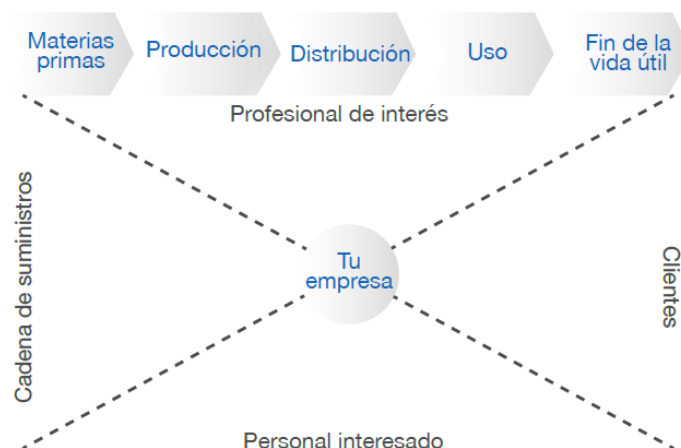 Materias
primas
Producción
Distribución
Uso
Fin de la
vida útil
Profesional de interés
Cadena de suministros
Tu
empresa
Clientes
Personal interesado